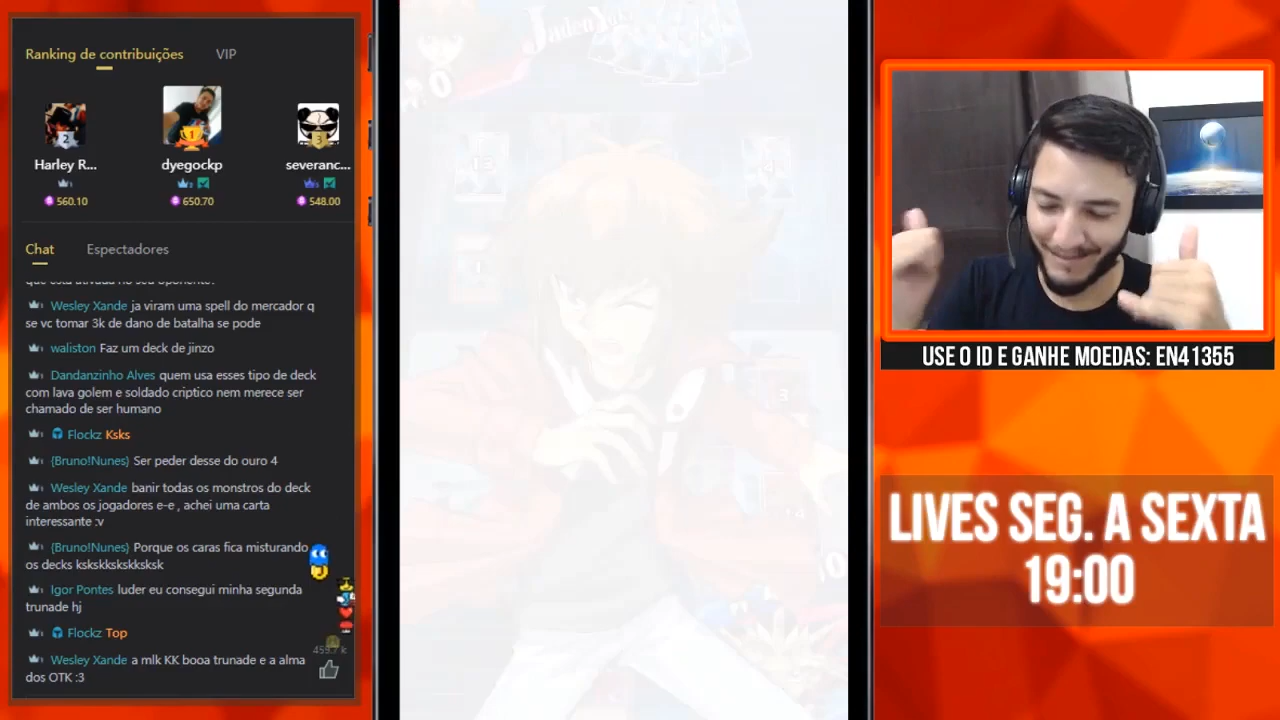 Ranking de contribuições
VIP
2
1
3
Harley R...
dyegockp
severanc...
560.10
650.70
548.00
Chat
Espectadores
Wesley Xande ja viram uma spell do mercador q
se vc tomar 3k de dano de batalha se pode
waliston Faz um deck de jinzo
Dandanzinho Alves quem usa esses tipo de deck
com lava golem e soldado criptico nem merece ser
chamado de ser humano
Flockz Ksks
{Bruno!Nunes} Ser peder desse do ouro 4
Wesley Xande banir todas os monstros do deck
de ambos os jogadores e-e , achei uma carta
interessante :v
{Bruno!Nunes} Porque os caras fica misturando
os decks kskskkskskksksk
Igor Pontes luder eu consegui minha segunda
trunade hj
Flockz Top
Wesley Xande a mlk KK booa trunade e a alma
dos OTK :3
Jaden Yuki
USE O ID E GANHE MOEDAS: EN41355
LIVES SEG. A SEXTA
19:00